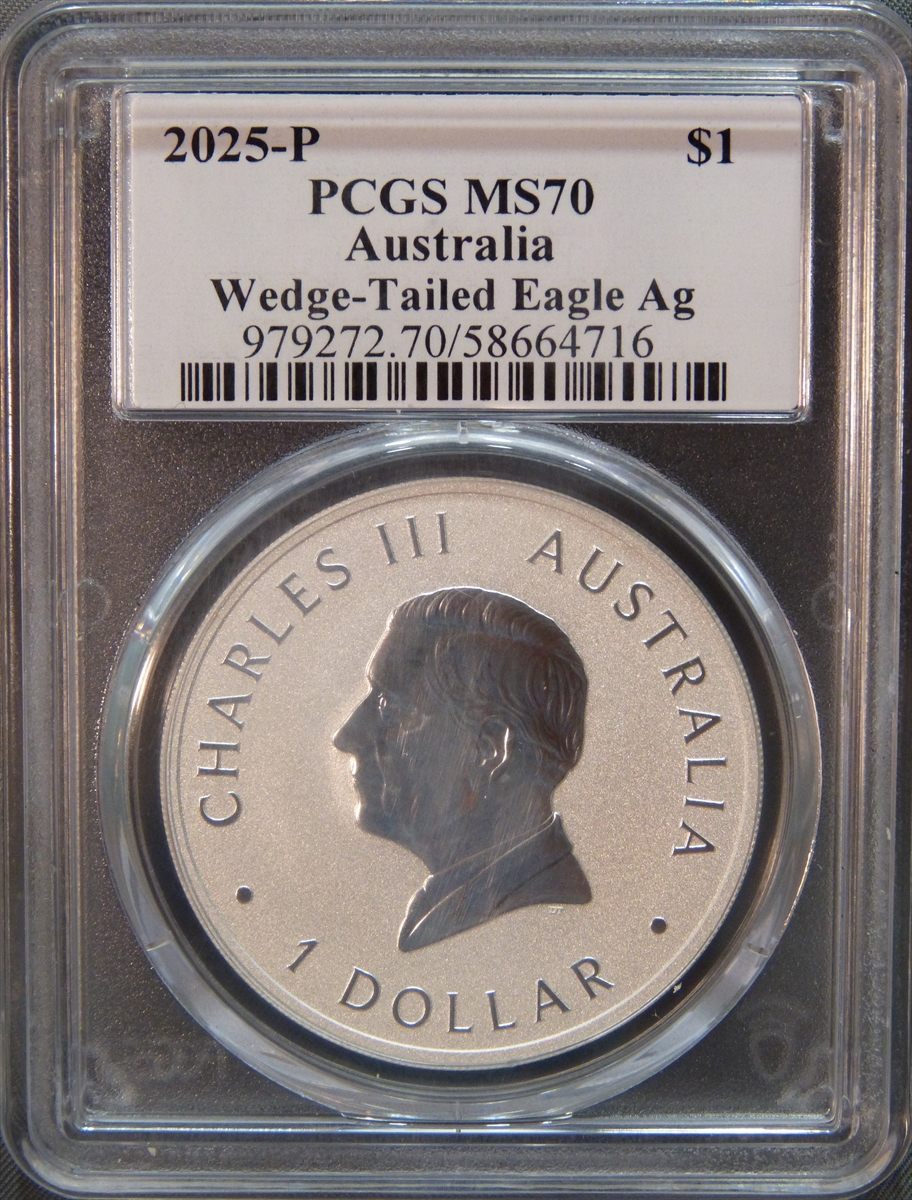 2025-P $1
PCGS MS70
Australia
Wedge-Tailed Eagle Ag
979272.70/58664716
CHARLES III AUSTRALIA
1 DOLLAR